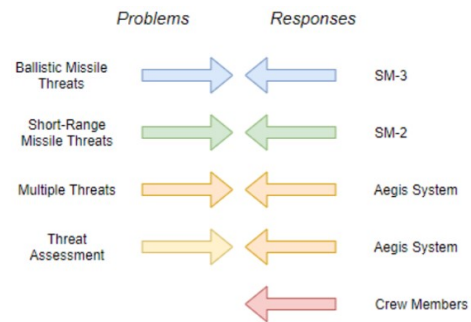 Problems Responses
Ballistic Missile
Threats
SM-3
Short-Range
Missile Threats
SM-2
Multiple Threats
Aegis System
Threat
Assessment
Aegis System
Crew Members